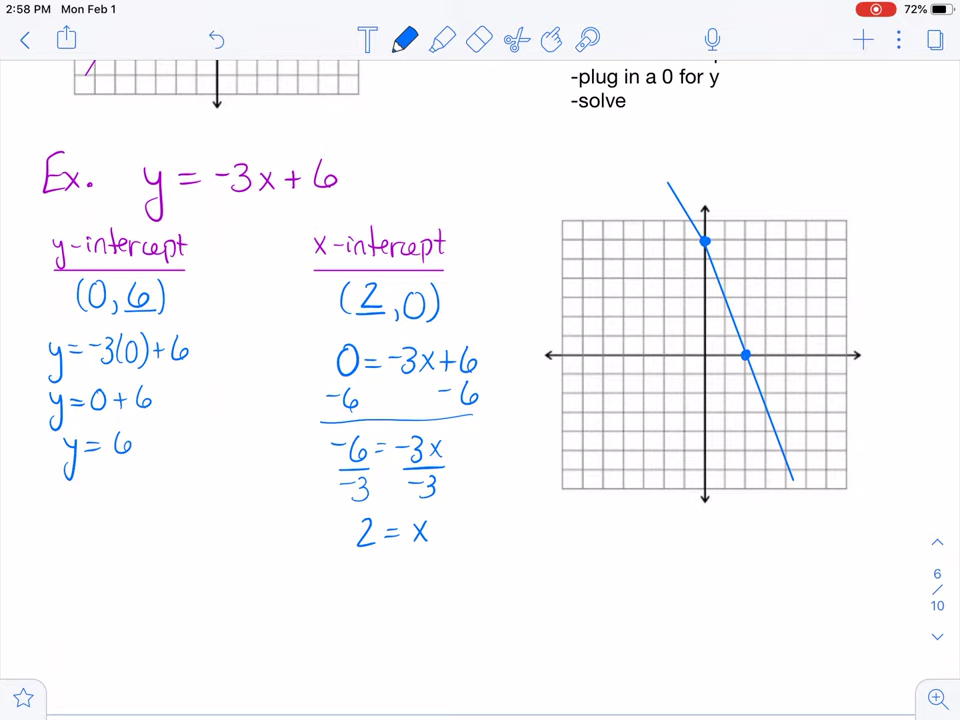 2:58 PM Mon Feb 1
72%
T
-plug in a 0 for y
-solve
Ex. y = -3x + 6
y-intercept
(0, 6)
y = -3(0) + 6
y = 0 + 6
y = 6
x-intercept
(2, 0)
0 = -3x + 6
-6 -6
-6 = -3x
-3 -3
2 = x
6
/
10